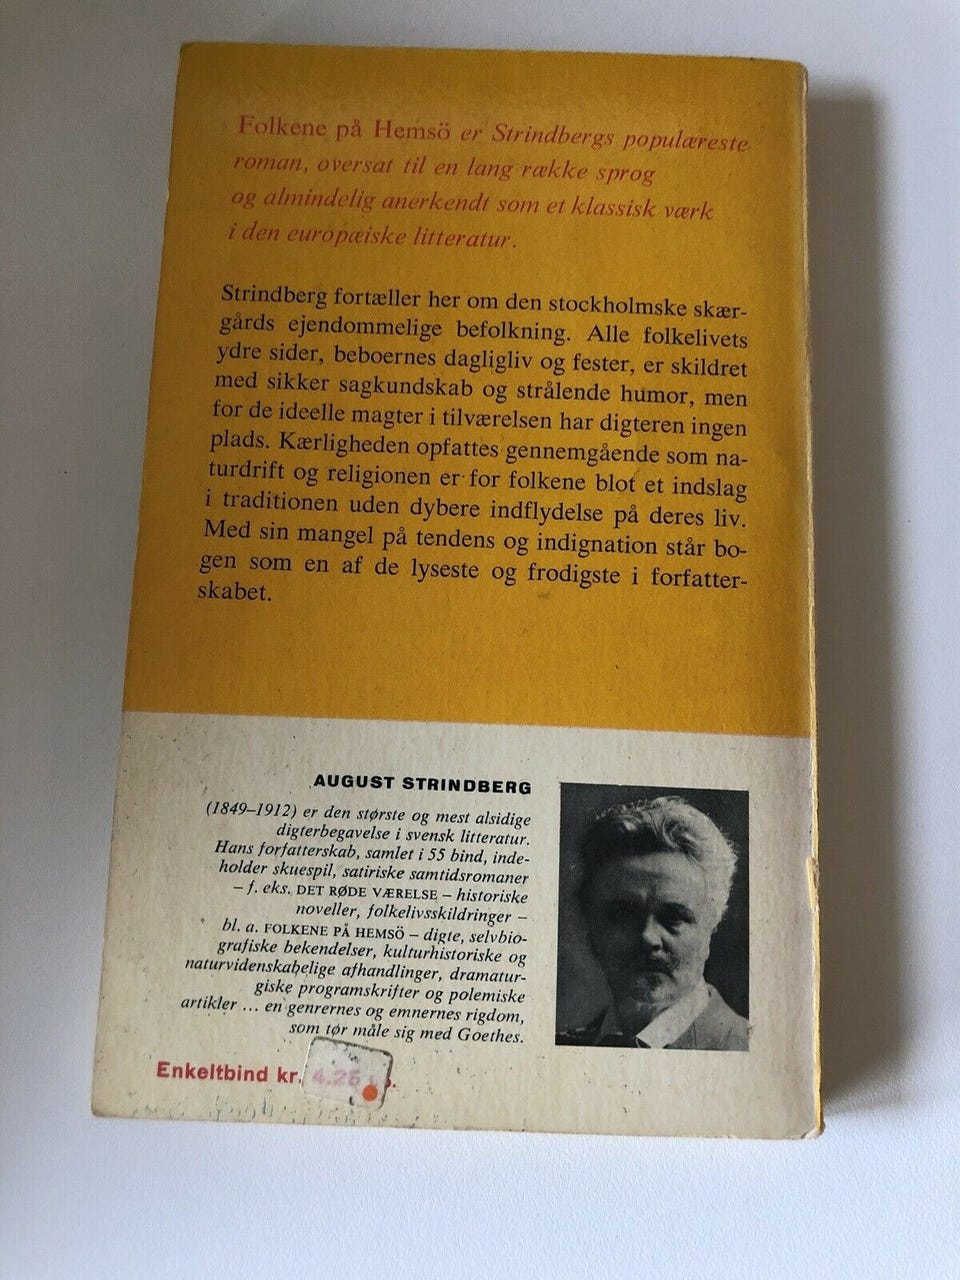 Folkene på Hemsö er Strindbergs populæreste
roman, oversat til en lang række sprog
og almindelig anerkendt som et klassisk værk
i den europæiske litteratur.
Strindberg fortæller her om den stockholmske skær-
gårds ejendommelige befolkning. Alle folkelivets
ydre sider, beboernes dagligliv og fester, er skildret
med sikker sagkundskab og strålende humor, men
for de ideelle magter i tilværelsen har digteren ingen
plads. Kærligheden opfattes gennemgående som na-
turdrift og religionen er for folkene blot et indslag
i traditionen uden dybere indflydelse på deres liv.
Med sin mangel på tendens og indignation står bo-
gen som en af de lyseste og frodigste i forfatter-
skabet.
AUGUST STRINDBERG
(1849–1912) er den største og mest alsidige
digterbegavelse i svensk litteratur.
Hans forfatterskab, samlet i 55 bind, inde-
holder skuespil, satiriske samtidsromaner
– f. eks. DET RØDE VÆRELSE – historiske
noveller, folkelivsskildringer –
bl. a. FOLKENE PÅ HEMSÖ – digte, selvbio-
grafiske bekendelser, kulturhistoriske og
naturvidenskabelige afhandlinger, dramatur-
giske programskrifter og polemiske
artikler ... en genrernes og emnernes rigdom,
som tør måle sig med Goethes.
Enkeltbind kr. 4.25